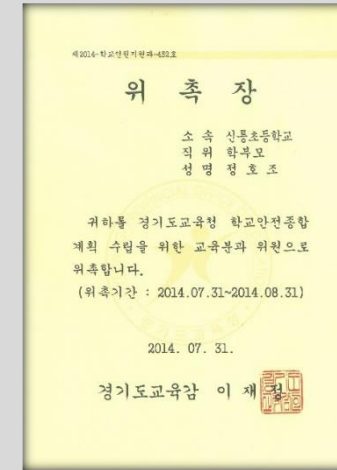 제2014-학교안전지원과-432호
위 촉 장
소 속 신풍초등학교
직 위 학부모
성 명 정호조
귀하를 경기도교육청 학교안전종합
계획 수립을 위한 교육분과 위원으로
위촉합니다.
(위촉기간 : 2014.07.31~2014.08.31)
2014. 07. 31.
경기도교육감 이 재 정